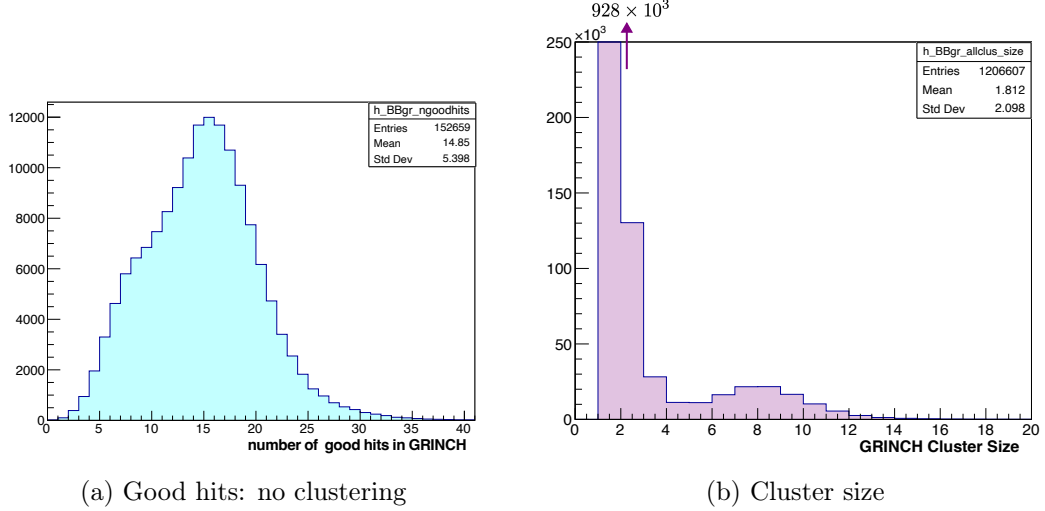 928 × 10³
×10³
h_BBgr_ngoodhits
Entries 152659
Mean 14.85
Std Dev 5.398
12000
10000
8000
6000
4000
2000
0
0 5 10 15 20 25 30 35 40
number of good hits in GRINCH
(a) Good hits: no clustering
h_BBgr_allclus_size
Entries 1206607
Mean 1.812
Std Dev 2.098
250
200
150
100
50
0
0 2 4 6 8 10 12 14 16 18 20
GRINCH Cluster Size
(b) Cluster size